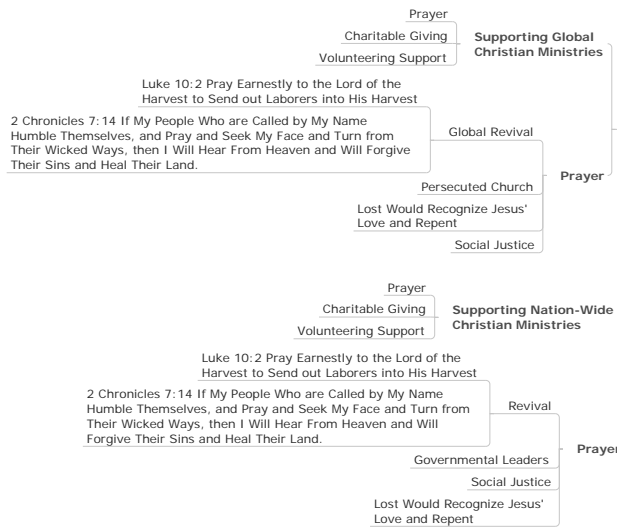 Prayer
Charitable Giving
Volunteering Support
Supporting Global
Christian Ministries
Luke 10:2 Pray Earnestly to the Lord of the
Harvest to Send out Laborers into His Harvest
2 Chronicles 7:14 If My People Who are Called by My Name
Humble Themselves, and Pray and Seek My Face and Turn from
Their Wicked Ways, then I Will Hear From Heaven and Will Forgive
Their Sins and Heal Their Land.
Global Revival
Persecuted Church
Lost Would Recognize Jesus'
Love and Repent
Social Justice
Prayer
Prayer
Charitable Giving
Volunteering Support
Supporting Nation-Wide
Christian Ministries
Luke 10:2 Pray Earnestly to the Lord of the
Harvest to Send out Laborers into His Harvest
2 Chronicles 7:14 If My People Who are Called by My Name
Humble Themselves, and Pray and Seek My Face and Turn from
Their Wicked Ways, then I Will Hear From Heaven and Will
Forgive Their Sins and Heal Their Land.
Revival
Governmental Leaders
Social Justice
Lost Would Recognize Jesus'
Love and Repent
Prayer